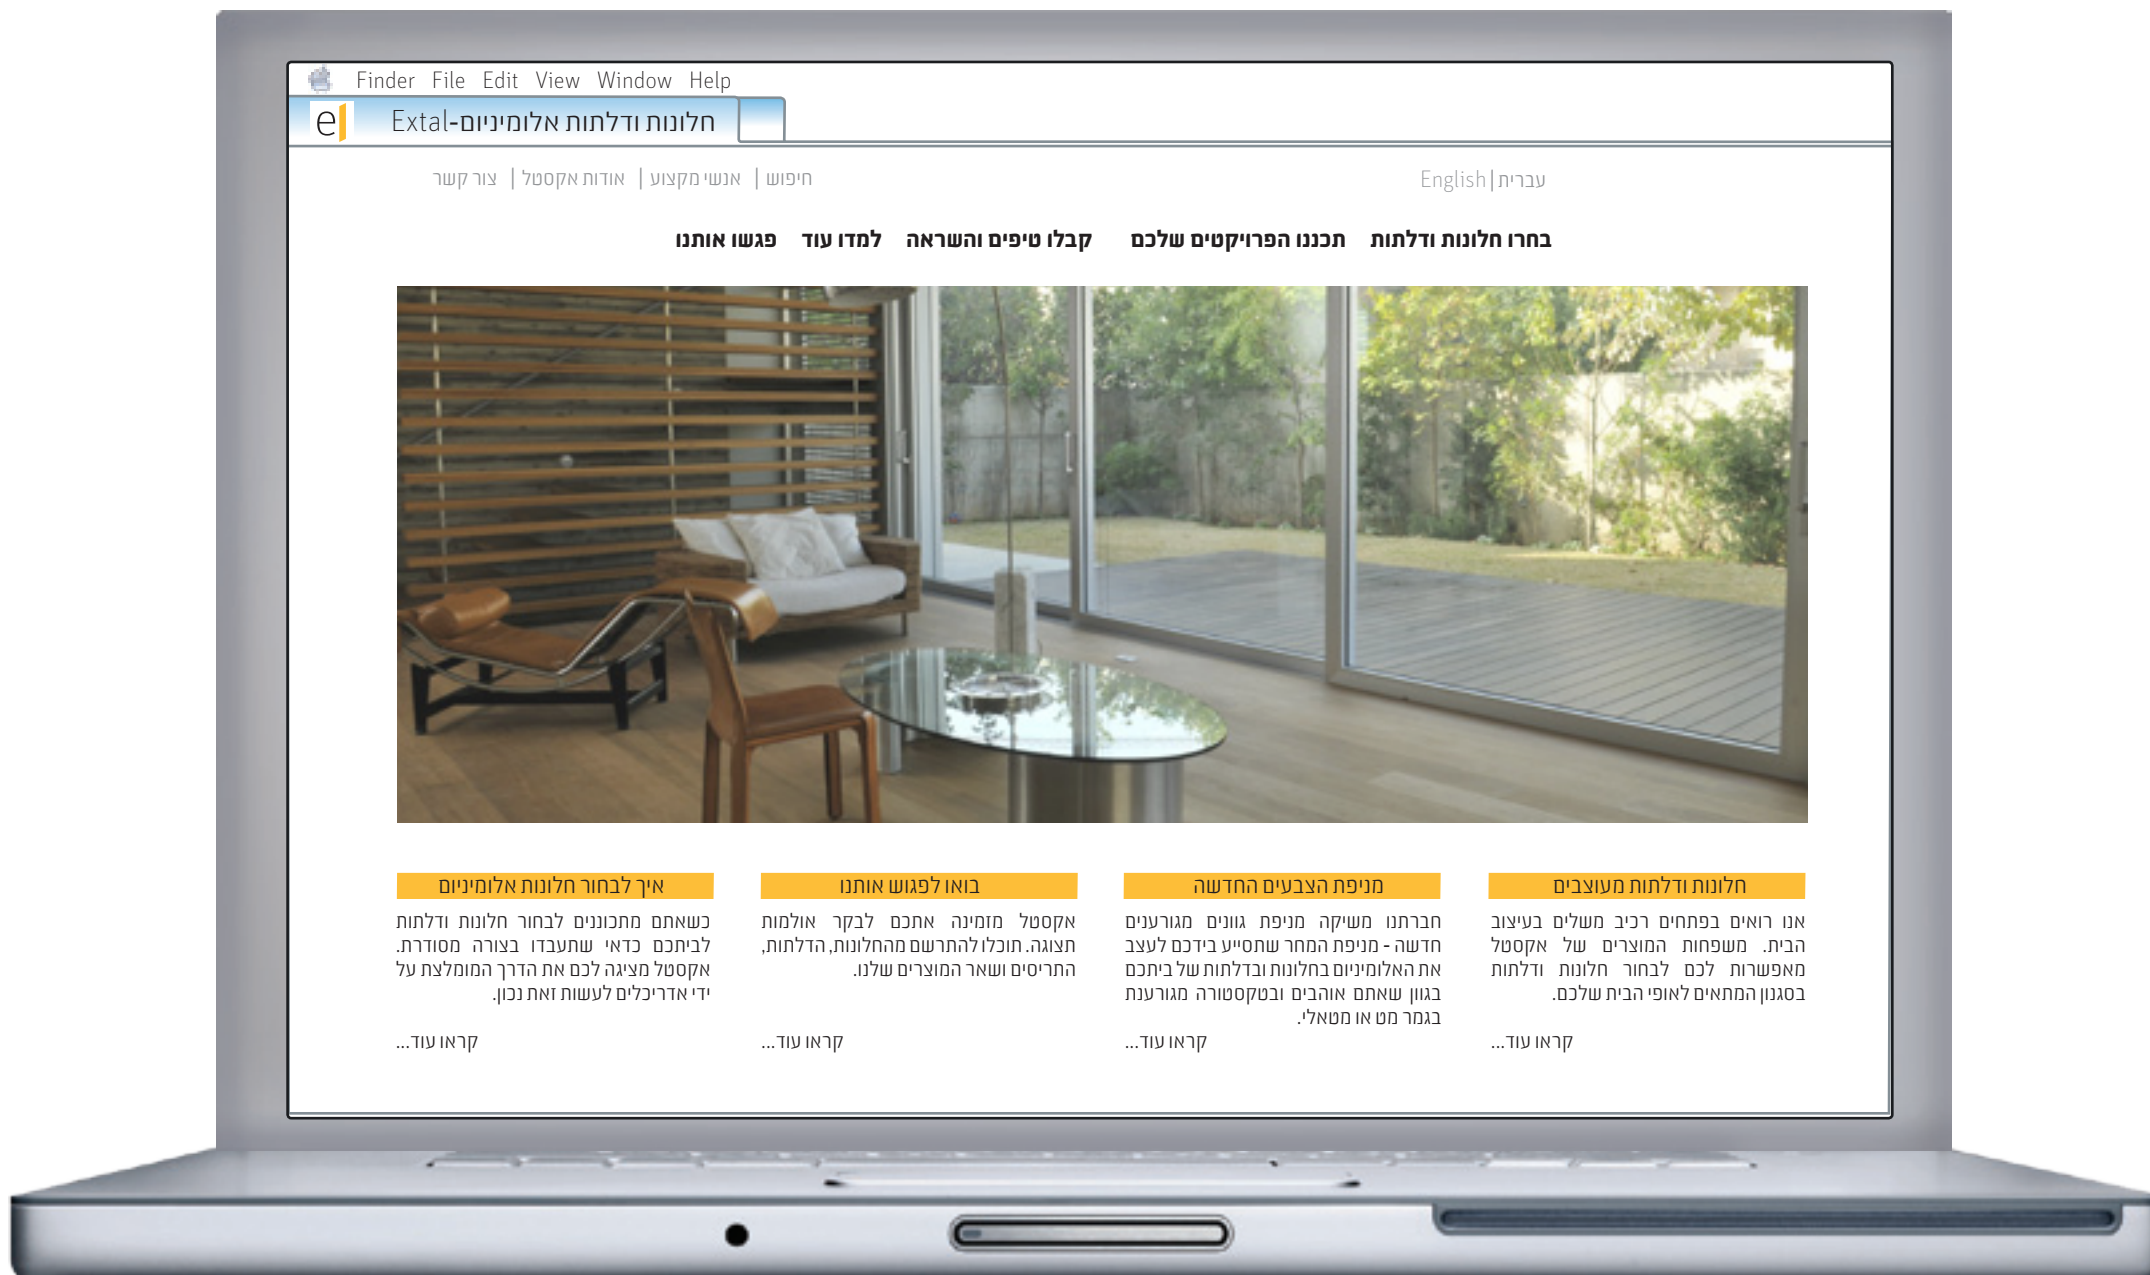 Finder File Edit View Window Help
חלונות ודלתות אלומיניום-Extal
עברית | English
חיפוש | אנשי מקצוע | אודות אקסטל | צור קשר
בחרו חלונות ודלתות תכננו הפרויקטים שלכם קבלו טיפים והשראה למדו עוד פגשו אותנו
חלונות ודלתות מעוצבים
אנו רואים בפתחים רכיב משלים בעיצוב
הבית. משפחות המוצרים של אקסטל
מאפשרות לכם לבחור חלונות ודלתות
בסגנון המתאים לאופי הבית שלכם.
קראו עוד...
מניפת הצבעים החדשה
חברתנו משיקה מניפת גוונים מגורענים
חדשה - מניפת המחר שתסייע בידכם לעצב
את האלומיניום בחלונות ובדלתות של ביתכם
בגוון שאתם אוהבים ובטקסטורה מגורענת
בגמר מט או מטאלי.
קראו עוד...
בואו לפגוש אותנו
אקסטל מזמינה אתכם לבקר אולמות
תצוגה. תוכלו להתרשם מהחלונות, הדלתות,
התריסים ושאר המוצרים שלנו.
קראו עוד...
איך לבחור חלונות אלומיניום
כשאתם מתכוננים לבחור חלונות ודלתות
לביתכם כדאי שתעבדו בצורה מסודרת.
אקסטל מציגה לכם את הדרך המומלצת על
ידי אדריכלים לעשות זאת נכון.
קראו עוד...